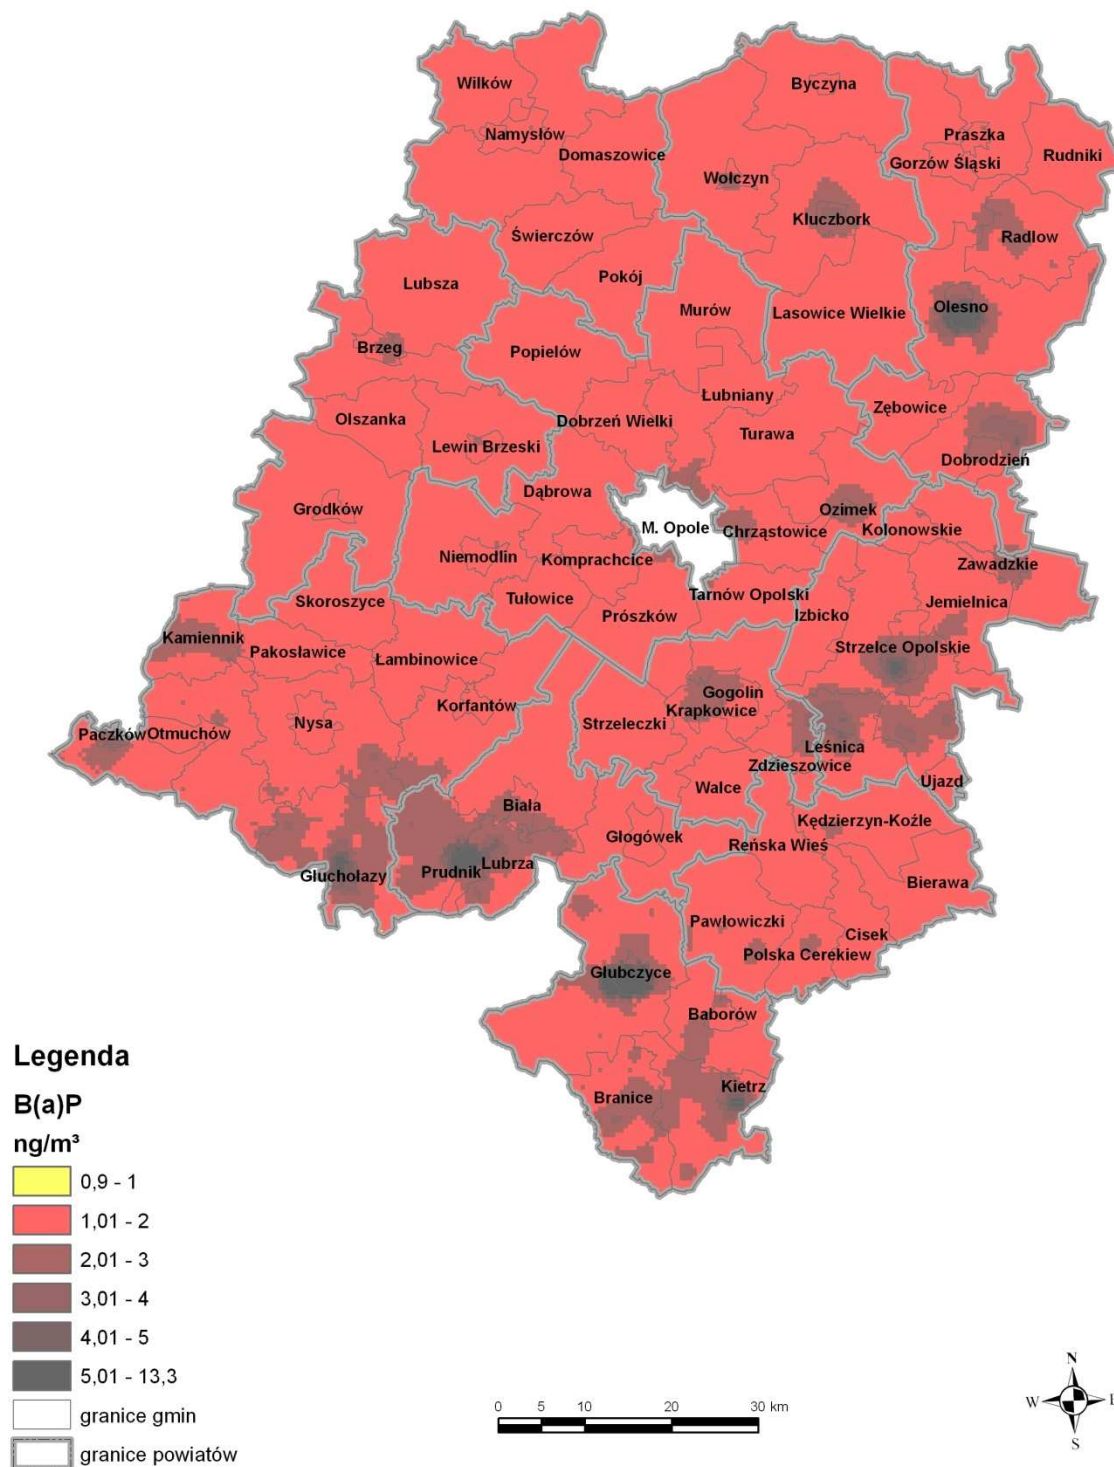 Wilków
Byczyna
Namysłów
Praszka
Domaszowice
Gorzów Śląski
Rudniki
Wołczyn
Kluczbork
Świerczów
Radlow
Pokój
Lubsza
Murów
Lasowice Wielkie
Olesno
Brzeg
Popielów
Łubniany
Zębowice
Olszanka
Dobrzeń Wielki
Turawa
Lewin Brzeski
Dobrodzień
Dąbrowa
Grodków
Ozimek
M. Opole
Chrząstowice
Kolonowskie
Niemodlin
Komprachcice
Zawadzkie
Skoroszyce
Tułowice
Tarnów Opolski
Jemielnica
Prószków
Izbicko
Kamiennik
Pakosławice
Łambinowice
Strzelce Opolskie
Gogolin
Korfantów
Krapkowice
Nysa
Strzeleczki
Paczków
Otmuchów
Leśnica
Zdzieszowice
Ujazd
Walce
Biała
Kędzierzyn-Koźle
Głogówek
Reńska Wieś
Lubrza
Prudnik
Głuchołazy
Bierawa
Pawłowiczki
Cisek
Polska Cerekiew
Głubczyce
Baborów
Kietrz
Branice
Legenda
B(a)P
ng/m³
0,9 - 1
1,01 - 2
2,01 - 3
3,01 - 4
4,01 - 5
5,01 - 13,3
granice gmin
granice powiatów
0 5 10 20 30 km
N
W E
S